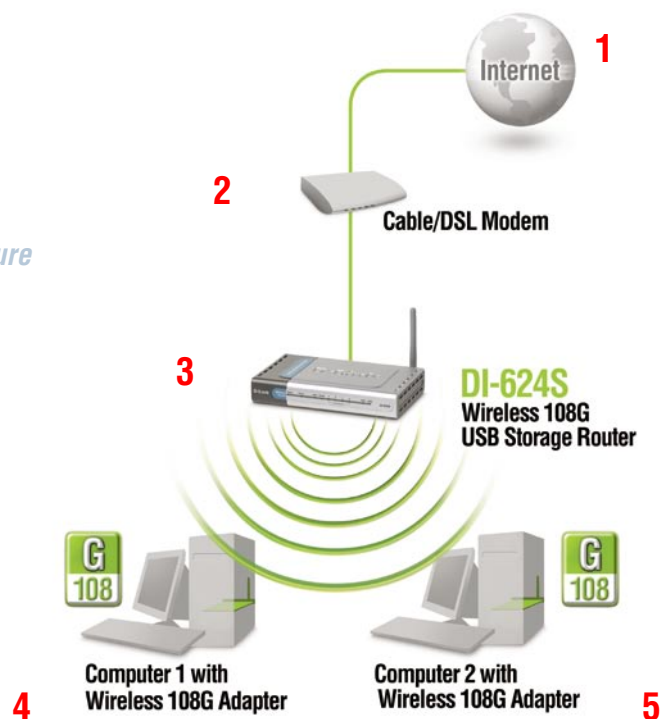 1
Internet
2
Cable/DSL Modem
ure
3
DI-624S
Wireless 108G
USB Storage Router
G
108
G
108
Computer 1 with
Wireless 108G Adapter
Computer 2 with
Wireless 108G Adapter
4
5